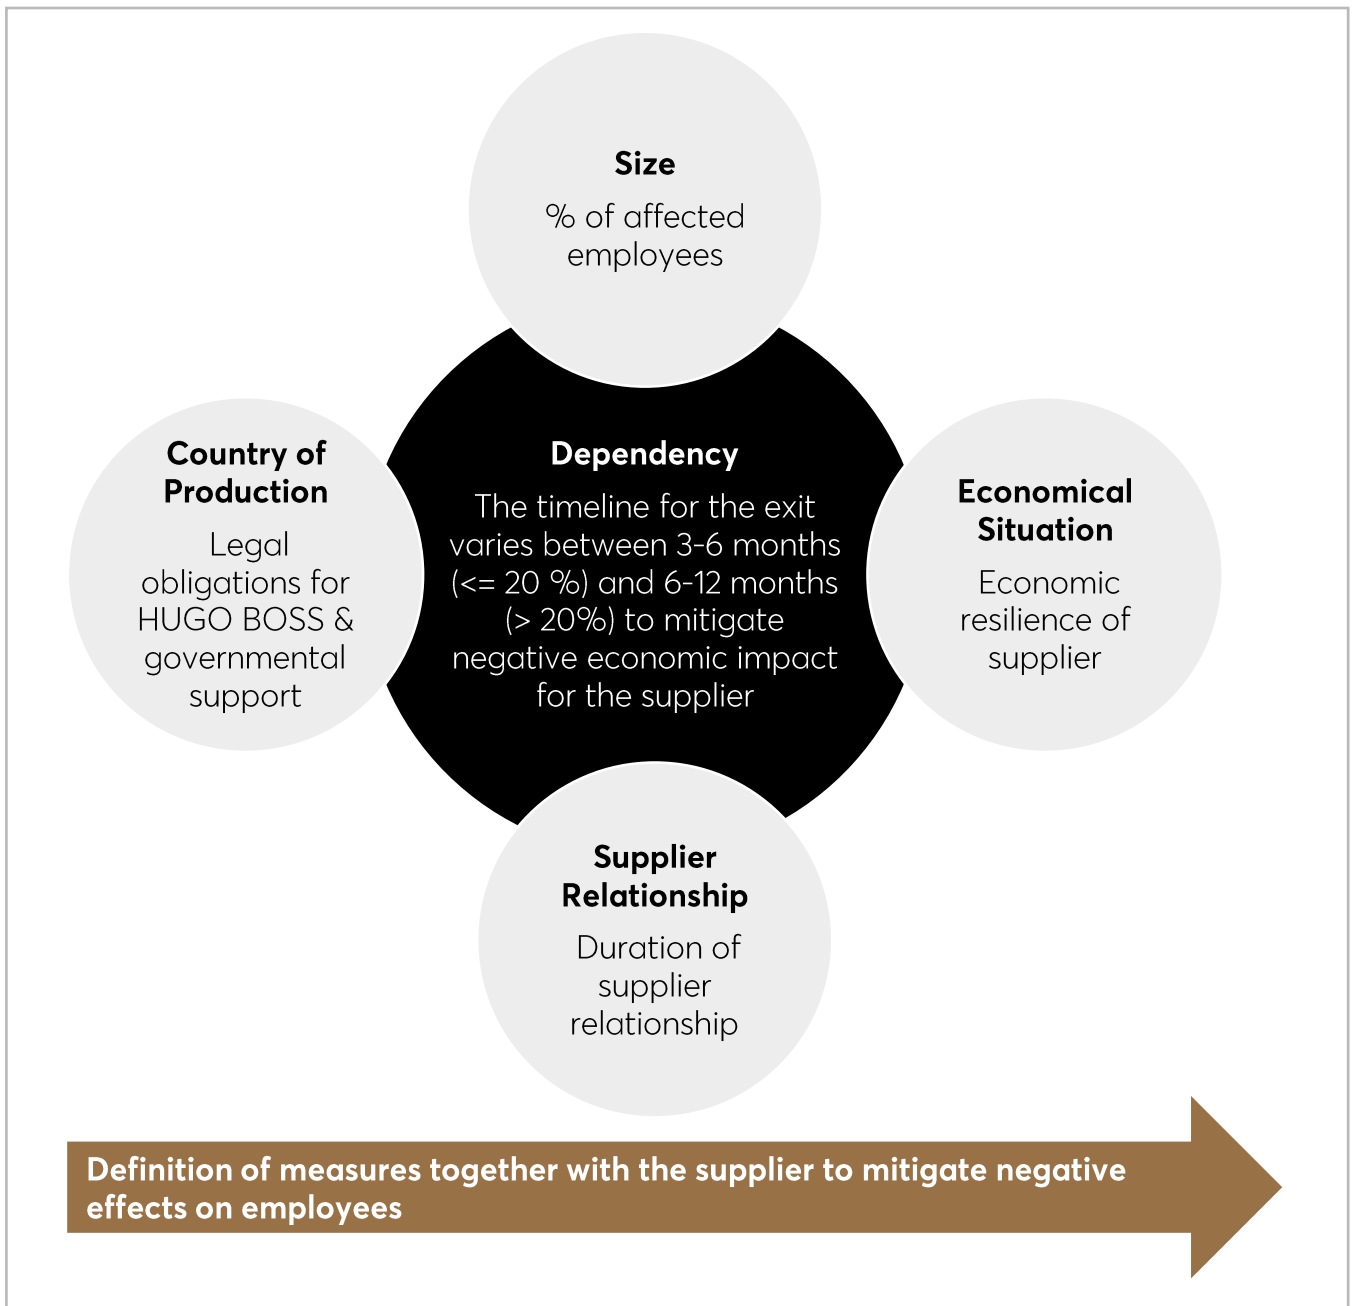 Size
% of affected
employees
Country of
Production
Legal
obligations for
HUGO BOSS &
governmental
support
Dependency
The timeline for the exit
varies between 3-6 months
(<= 20 %) and 6-12 months
(> 20%) to mitigate
negative economic impact
for the supplier
Economical
Situation
Economic
resilience of
supplier
Supplier
Relationship
Duration of
supplier
relationship
Definition of measures together with the supplier to mitigate negative
effects on employees